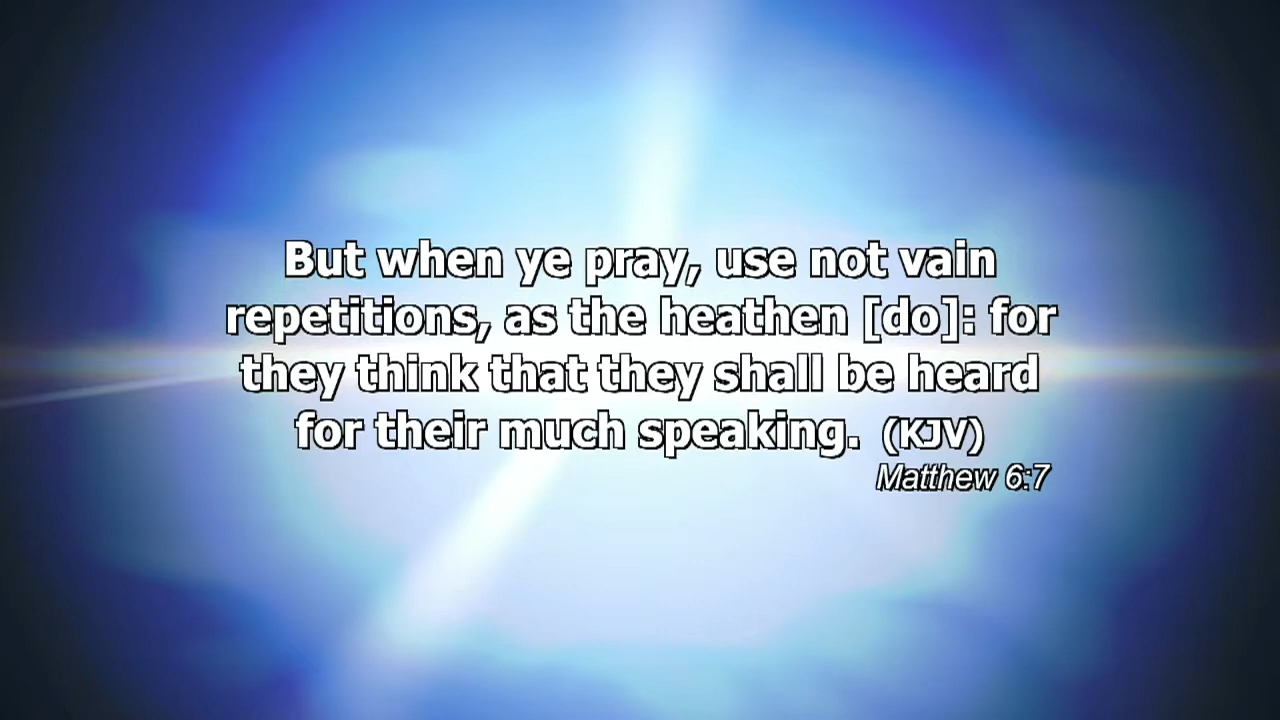 But when ye pray, use not vain
repetitions, as the heathen [do]: for
they think that they shall be heard
for their much speaking. (KJV)
Matthew 6:7